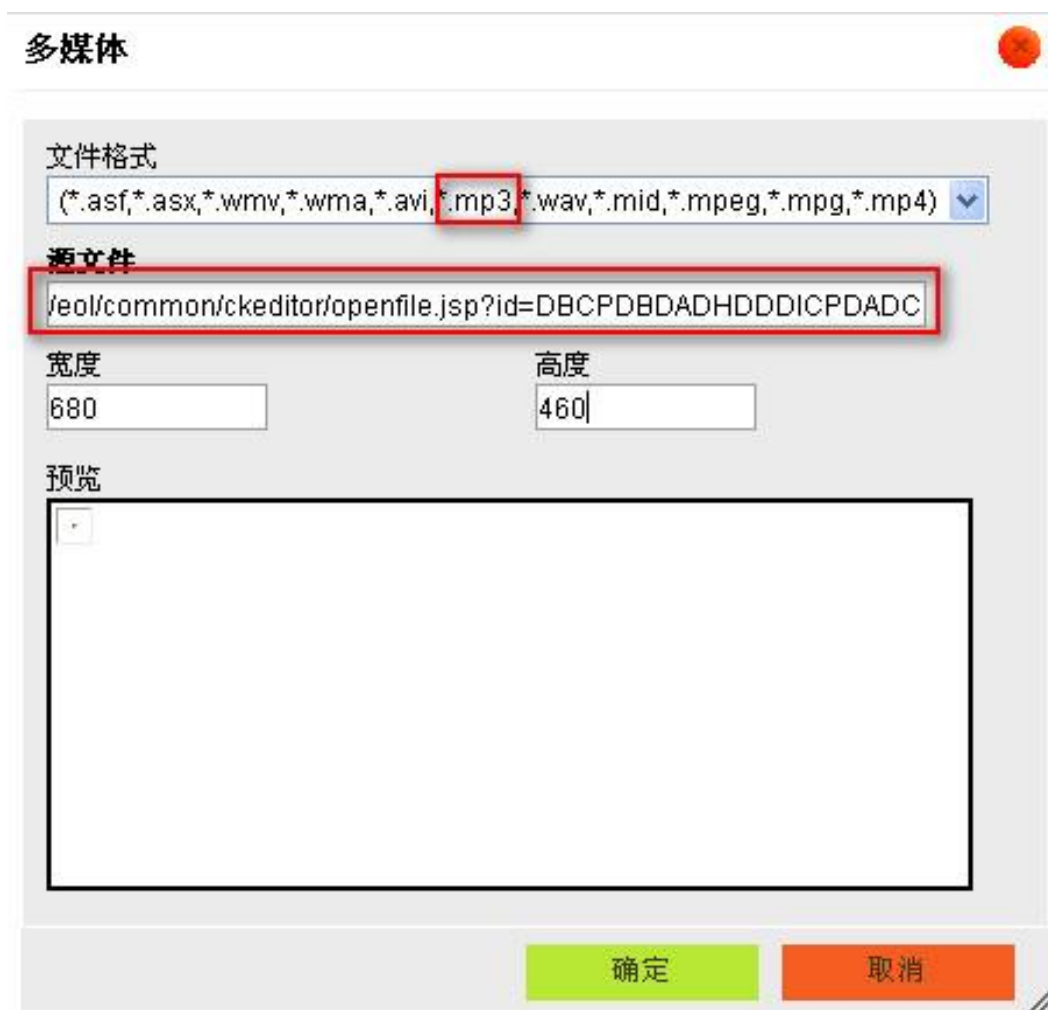 多媒体
文件格式
(*.asf,*.asx,*.wmv,*.wma,*.avi,*.mp3,*.wav,*.mid,*.mpeg,*.mpg,*.mp4)
源文件
/eol/common/ckeditor/openfile.jsp?id=DBCPDBDADHDDDICPDADC
宽度 高度
680 460
预览
确定 取消